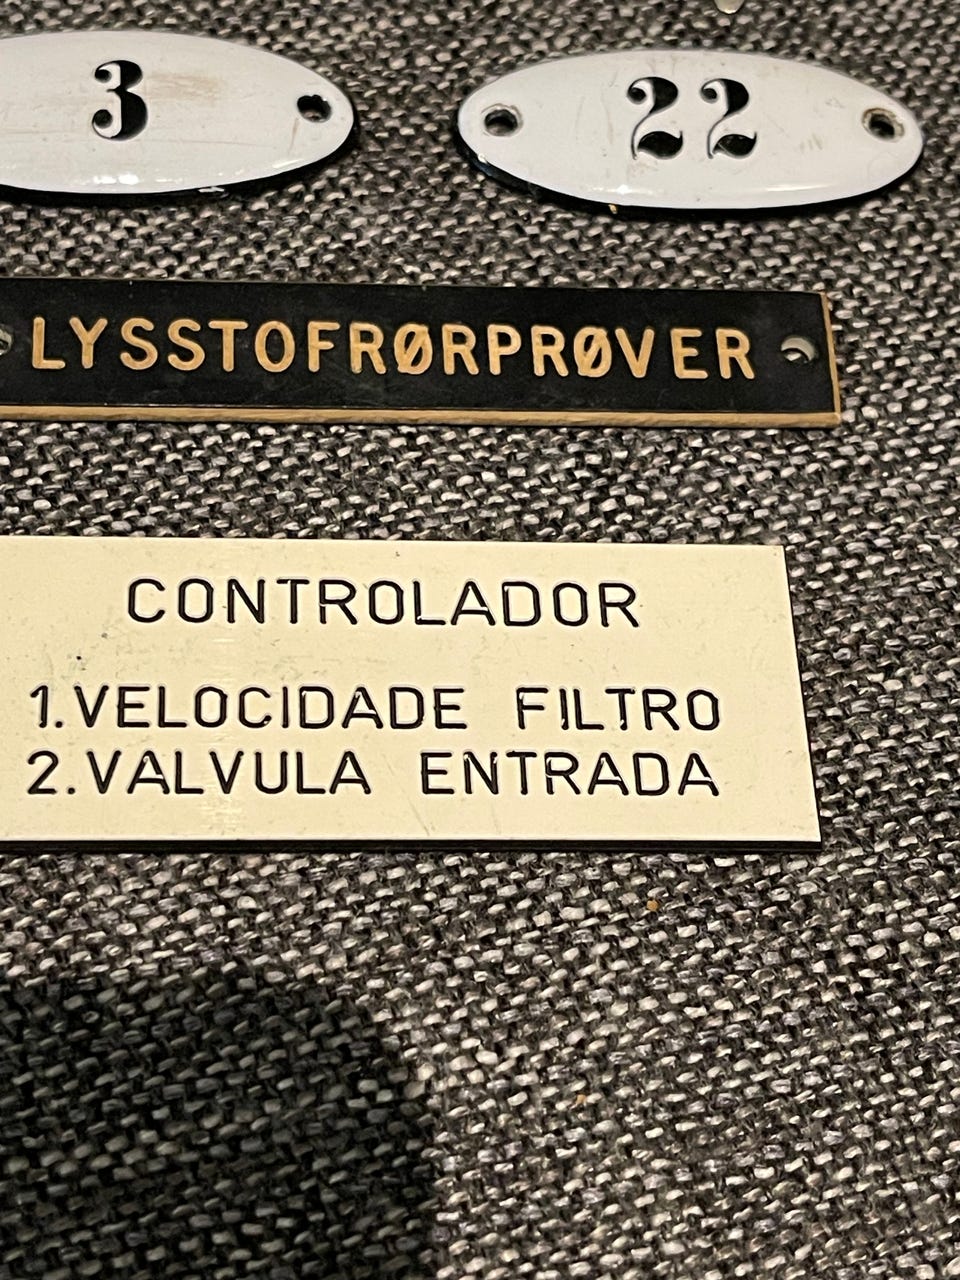 3
22
LYSSTOFRØRPRØVER
CONTROLADOR
1.VELOCIDADE FILTRO
2.VALVULA ENTRADA